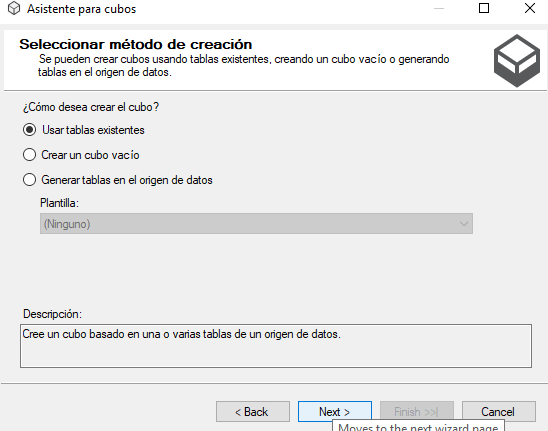 Asistente para cubos
Seleccionar método de creación
Se pueden crear cubos usando tablas existentes, creando un cubo vacío o generando
tablas en el origen de datos.
¿Cómo desea crear el cubo?
Usar tablas existentes
Crear un cubo vacío
Generar tablas en el origen de datos
Plantilla:
(Ninguno)
Descripción:
Cree un cubo basado en una o varias tablas de un origen de datos.
< Back Next > Finish >>| Cancel
Moves to the next wizard page